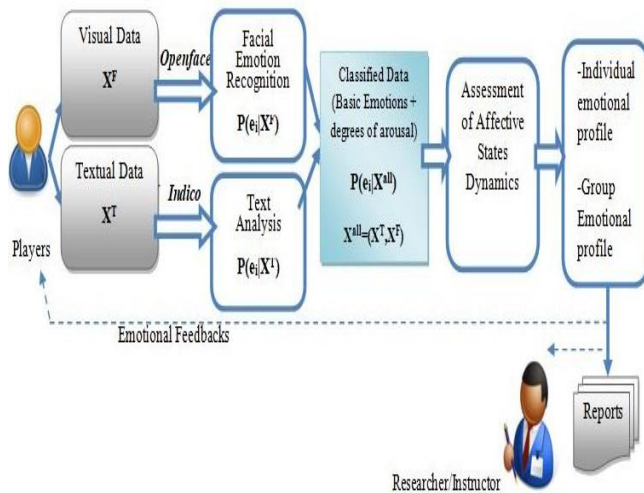 Visual Data
X^F
Openface
Facial
Emotion
Recognition
P(e_i|X^F)
Textual Data
X^T
Indico
Text
Analysis
P(e_i|X^T)
Classified Data
(Basic Emotions +
degrees of arousal)
P(e_i|X^all)
X^all=(X^T,X^F)
Assessment
of Affective
States
Dynamics
-Individual
emotional
profile
-Group
Emotional
profile
Players
Emotional Feedbacks
Reports
Researcher/Instructor